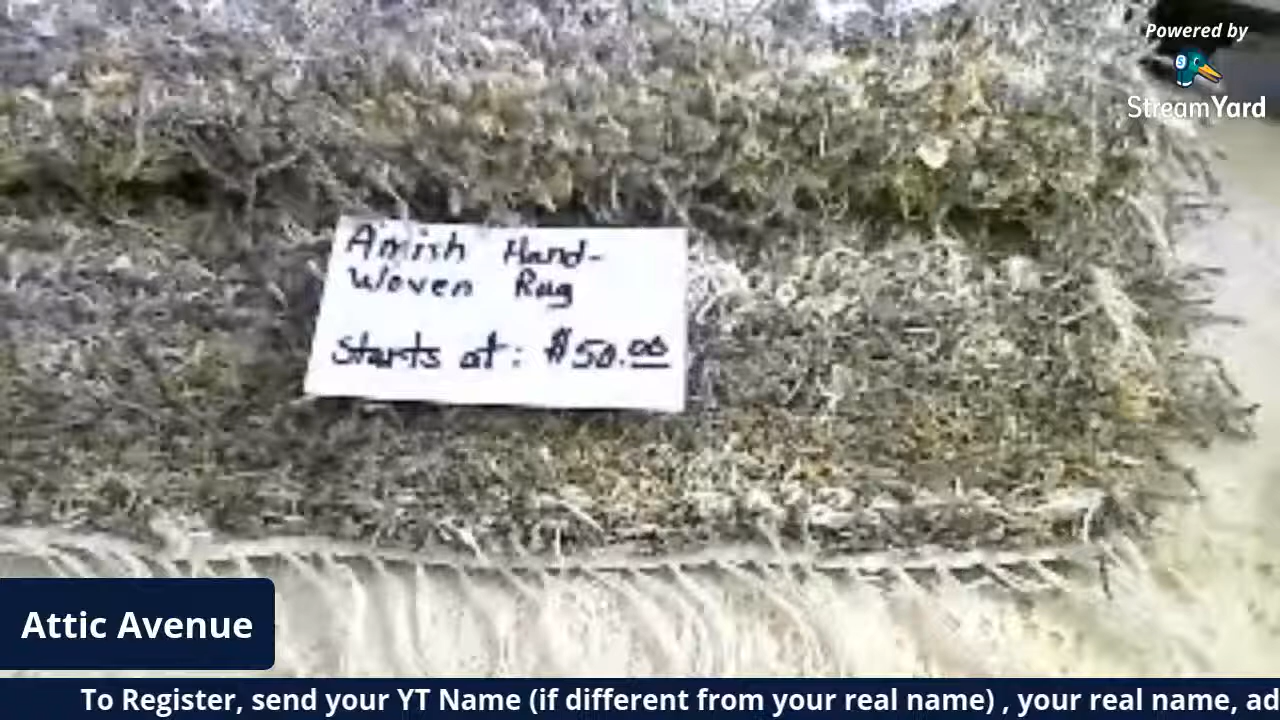 Powered by
StreamYard
Amish Hand-
Woven Rug
Starts at: $50.00
Attic Avenue
To Register, send your YT Name (if different from your real name) , your real name, ad